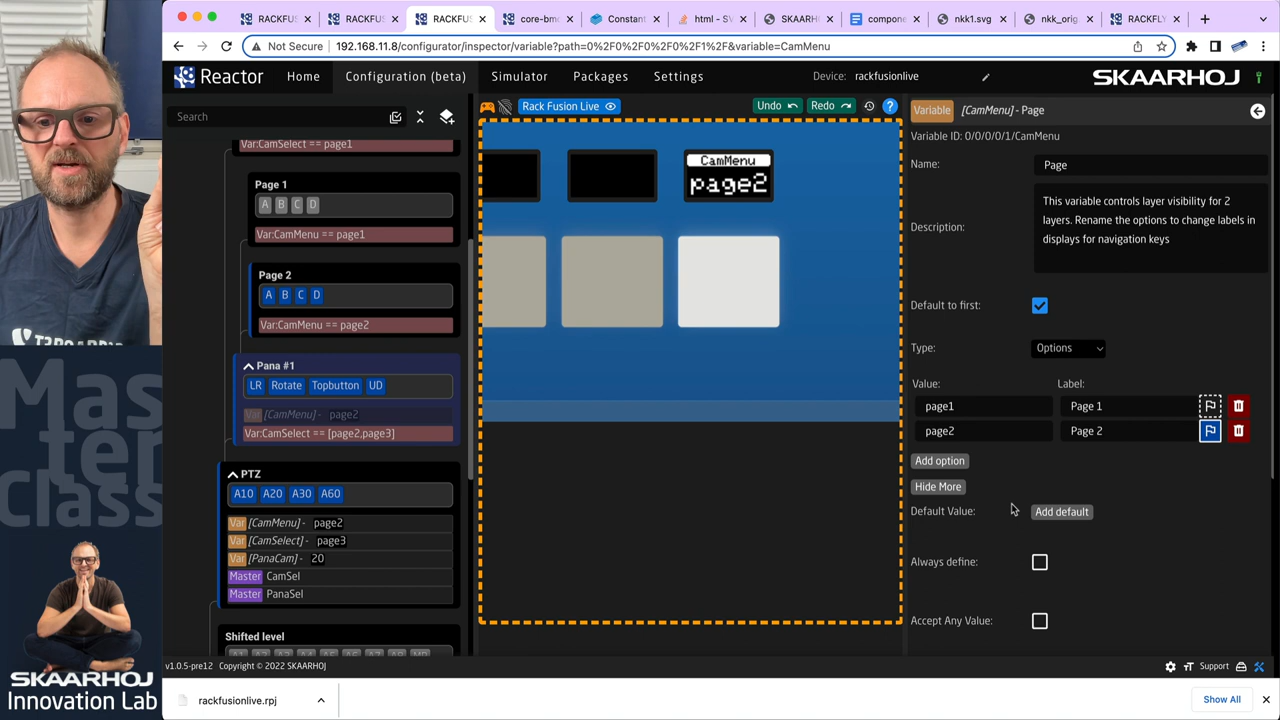 RACKFUS
RACKFUS
RACKFUS
core-bmd
Constant
html - SV
SKAARH
compone
nkk1.svg
nkk_orig
RACKFLY
Not Secure
192.168.11.8/configurator/inspector/variable?path=0%2F0%2F0%2F0%2F1%2F&variable=CamMenu
Reactor
Home
Configuration (beta)
Simulator
Packages
Settings
Device:
rackfusionlive
SKAARHOJ
Search
Rack Fusion Live
Undo
Redo
?
Variable
[CamMenu] - Page
Var:CamSelect == page1
Variable ID: 0/0/0/0/1/CamMenu
Name:
Page
Page 1
A B C D
Var:CamMenu == page1
CamMenu
page2
Description:
This variable controls layer visibility for 2
layers. Rename the options to change labels in
displays for navigation keys
Page 2
A B C D
Var:CamMenu == page2
Default to first:
Type:
Options
Pana #1
LR Rotate Topbutton UD
Var [CamMenu] - page2
Var:CamSelect == [page2,page3]
Value:
Label:
page1
Page 1
page2
Page 2
Add option
Hide More
Default Value:
Add default
Always define:
Accept Any Value:
PTZ
A10 A20 A30 A60
Var [CamMenu] - page2
Var [CamSelect] - page3
Var [PanaCam] - 20
Master CamSel
Master PanaSel
Shifted level
v1.0.5-pre12 Copyright © 2022 SKAARHOJ
Support
rackfusionlive.rpj
Show All
Master
Class
SKAARHOJ
Innovation Lab